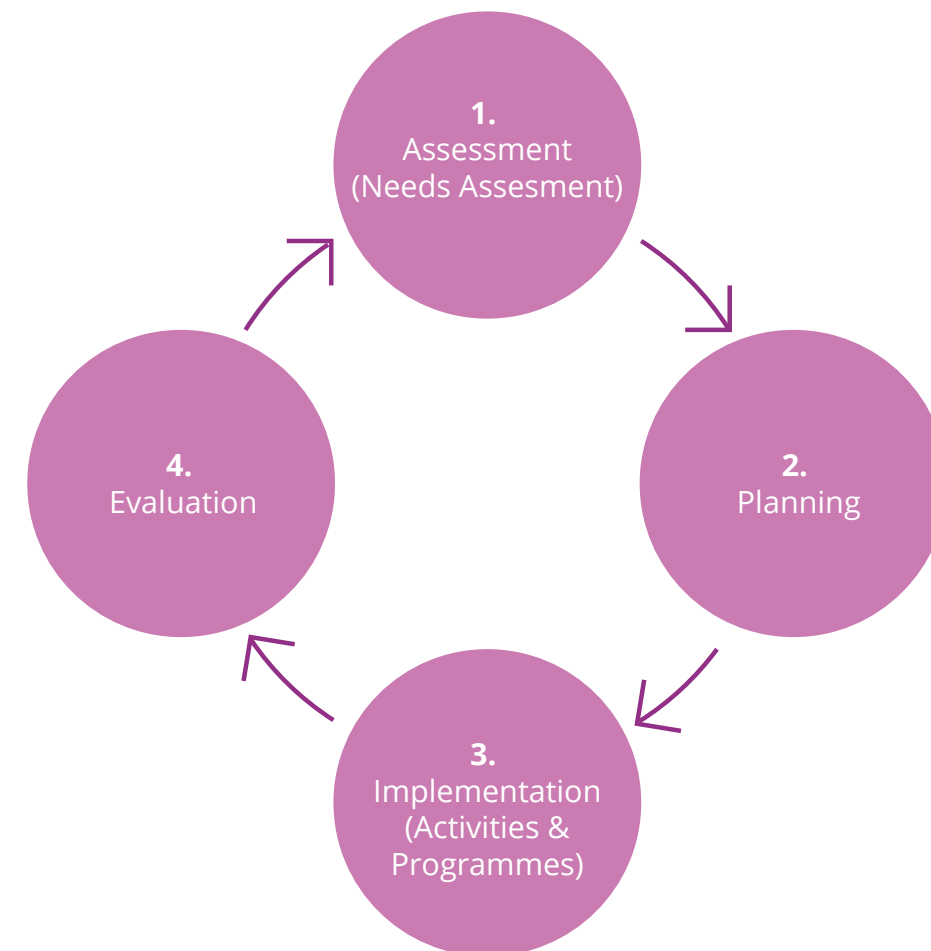 1.
Assessment
(Needs Assesment)
2.
Planning
3.
Implementation
(Activities &
Programmes)
4.
Evaluation